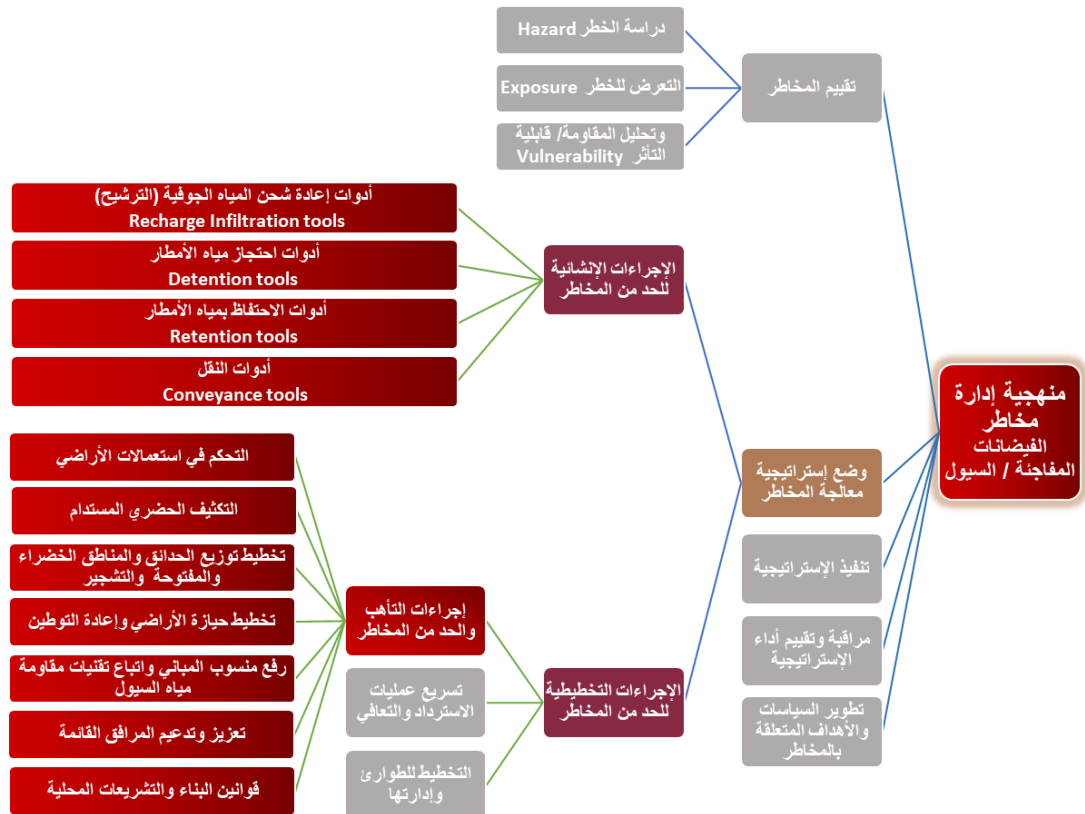 منهجية إدارة
مخاطر
الفيضانات
المفاجئة / السيول
تقييم المخاطر
دراسة الخطر Hazard
التعرض للخطر Exposure
وتحليل المقاومة/ قابلية
التأثر Vulnerability
وضع إستراتيجية
معالجة المخاطر
الإجراءات الإنشائية
للحد من المخاطر
أدوات إعادة شحن المياه الجوفية (الترشيح)
Recharge Infiltration tools
أدوات احتجاز مياه الأمطار
Detention tools
أدوات الاحتفاظ بمياه الأمطار
Retention tools
أدوات النقل
Conveyance tools
الإجراءات التخطيطية
للحد من المخاطر
إجراءات التأهب
والحد من المخاطر
التحكم في استعمالات الأراضي
التكثيف الحضري المستدام
تخطيط توزيع الحدائق والمناطق الخضراء
والمفتوحة والتشجير
تخطيط حيازة الأراضي وإعادة التوطين
رفع منسوب المباني واتباع تقنيات مقاومة
مياه السيول
تعزيز وتدعيم المرافق القائمة
قوانين البناء والتشريعات المحلية
تسريع عمليات
الاسترداد والتعافي
التخطيط للطوارئ
وإدارتها
تنفيذ الإستراتيجية
مراقبة وتقييم أداء
الإستراتيجية
تطوير السياسات
والأهداف المتعلقة
بالمخاطر